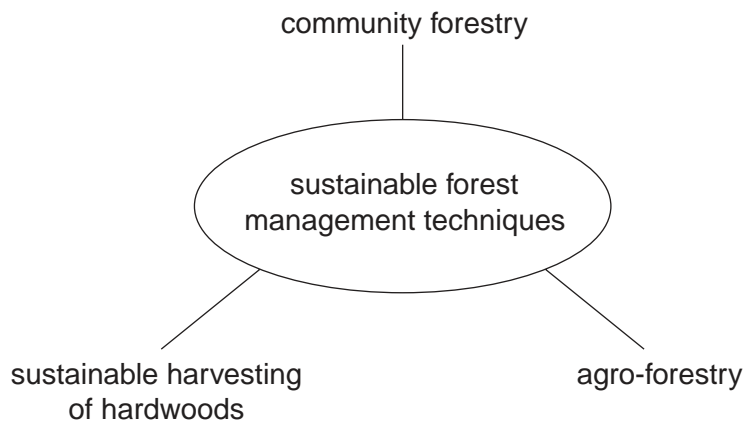 community forestry
sustainable forest
management techniques
sustainable harvesting
of hardwoods
agro-forestry